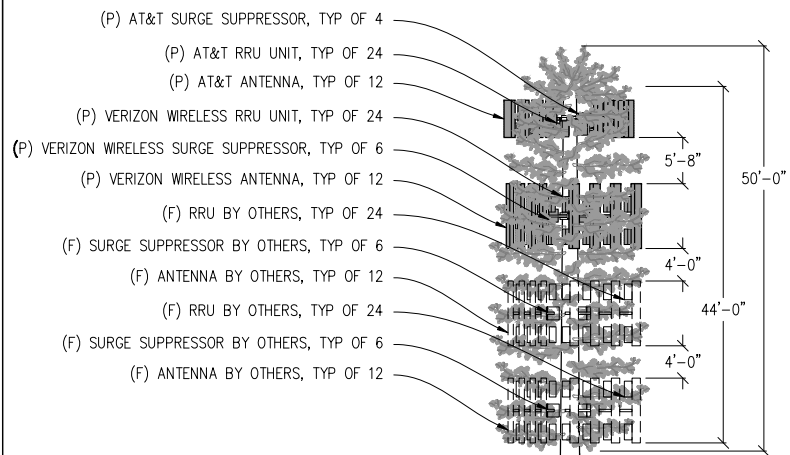 (P) AT&T SURGE SUPPRESSOR, TYP OF 4
(P) AT&T RRU UNIT, TYP OF 24
(P) AT&T ANTENNA, TYP OF 12
(P) VERIZON WIRELESS RRU UNIT, TYP OF 24
(P) VERIZON WIRELESS SURGE SUPPRESSOR, TYP OF 6
(P) VERIZON WIRELESS ANTENNA, TYP OF 12
(F) RRU BY OTHERS, TYP OF 24
(F) SURGE SUPPRESSOR BY OTHERS, TYP OF 6
(F) ANTENNA BY OTHERS, TYP OF 12
(F) RRU BY OTHERS, TYP OF 24
(F) SURGE SUPPRESSOR BY OTHERS, TYP OF 6
(F) ANTENNA BY OTHERS, TYP OF 12
5'-8"
50'-0"
4'-0"
44'-0"
4'-0"